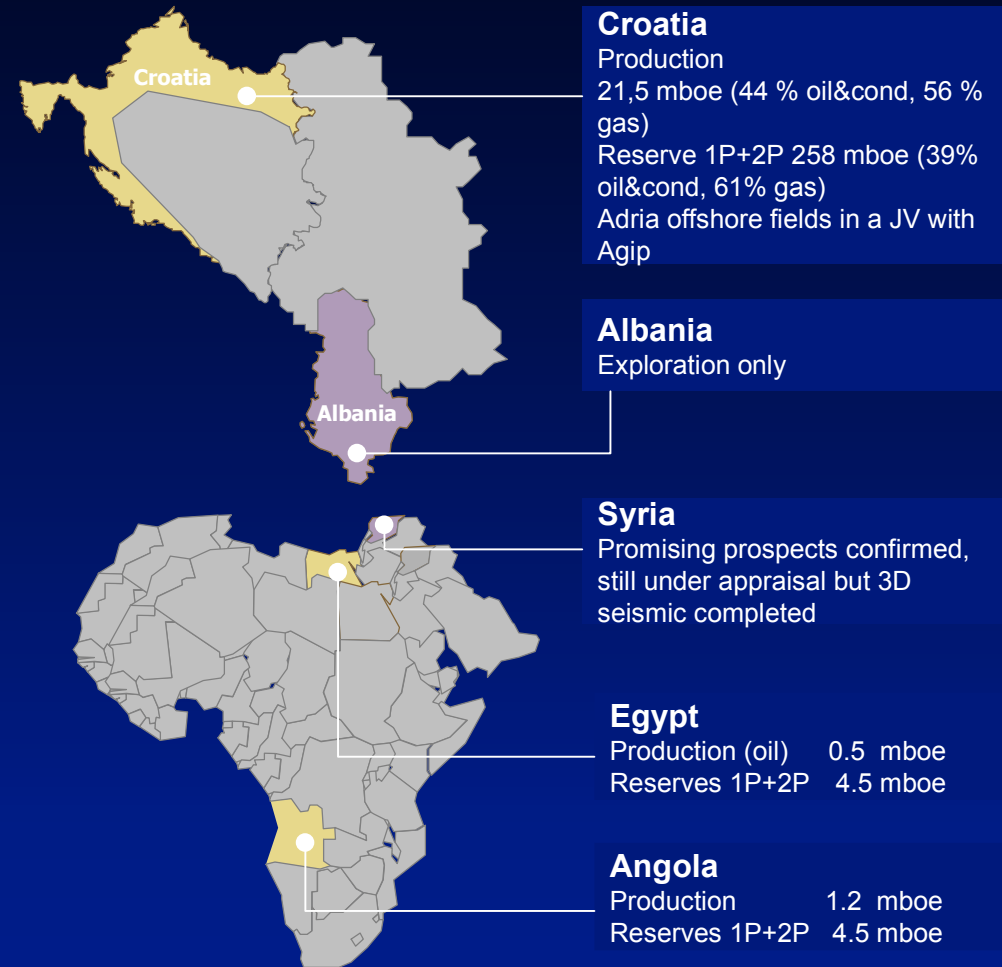 Croatia
Croatia
Production
21,5 mboe (44 % oil&cond, 56 %
gas)
Reserve 1P+2P 258 mboe (39%
oil&cond, 61% gas)
Adria offshore fields in a JV with
Agip
Albania
Albania
Exploration only
Syria
Promising prospects confirmed,
still under appraisal but 3D
seismic completed
Egypt
Production (oil) 0.5 mboe
Reserves 1P+2P 4.5 mboe
Angola
Production 1.2 mboe
Reserves 1P+2P 4.5 mboe